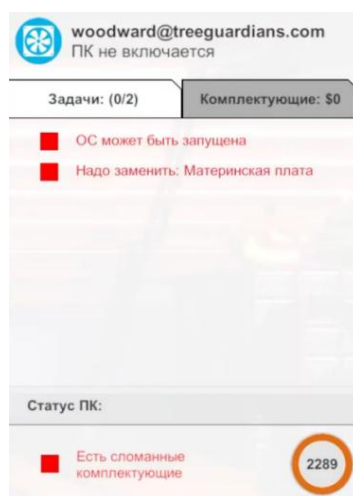 woodward@treeguardians.com
ПК не включается
Задачи: (0/2)
Комплектующие: $0
ОС может быть запущена
Надо заменить: Материнская плата
Статус ПК:
Есть сломанные
комплектующие
2289